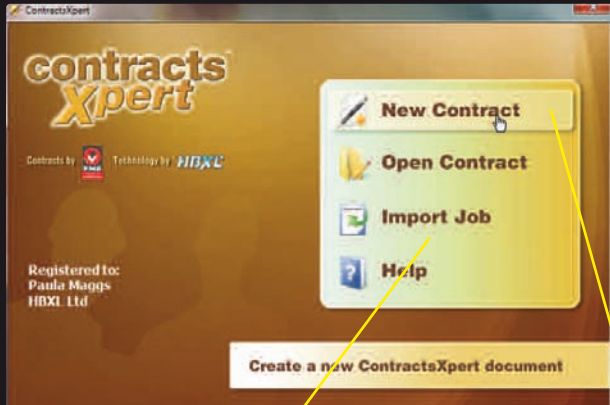 ContractsXpert
contracts
Xpert
New Contract
Open Contract
Contracts by FMB Technology by HBXL
Import Job
Help
Registered to:
Paula Maggs
HBXL Ltd
Create a new ContractsXpert document